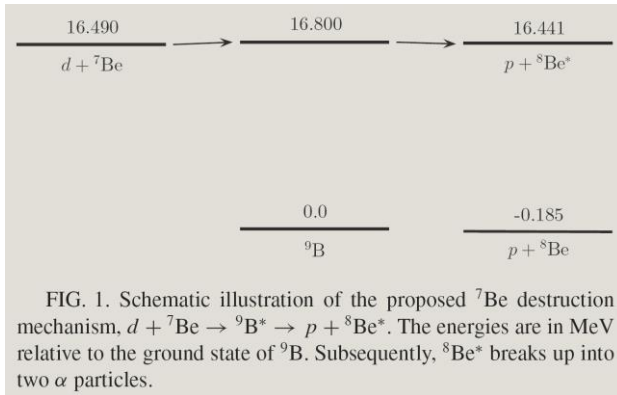 16.490
16.800
16.441
d + ⁷Be
p + ⁸Be*
0.0
-0.185
⁹B
p + ⁸Be
FIG. 1. Schematic illustration of the proposed ⁷Be destruction
mechanism, d + ⁷Be → ⁹B* → p + ⁸Be*. The energies are in MeV
relative to the ground state of ⁹B. Subsequently, ⁸Be* breaks up into
two α particles.